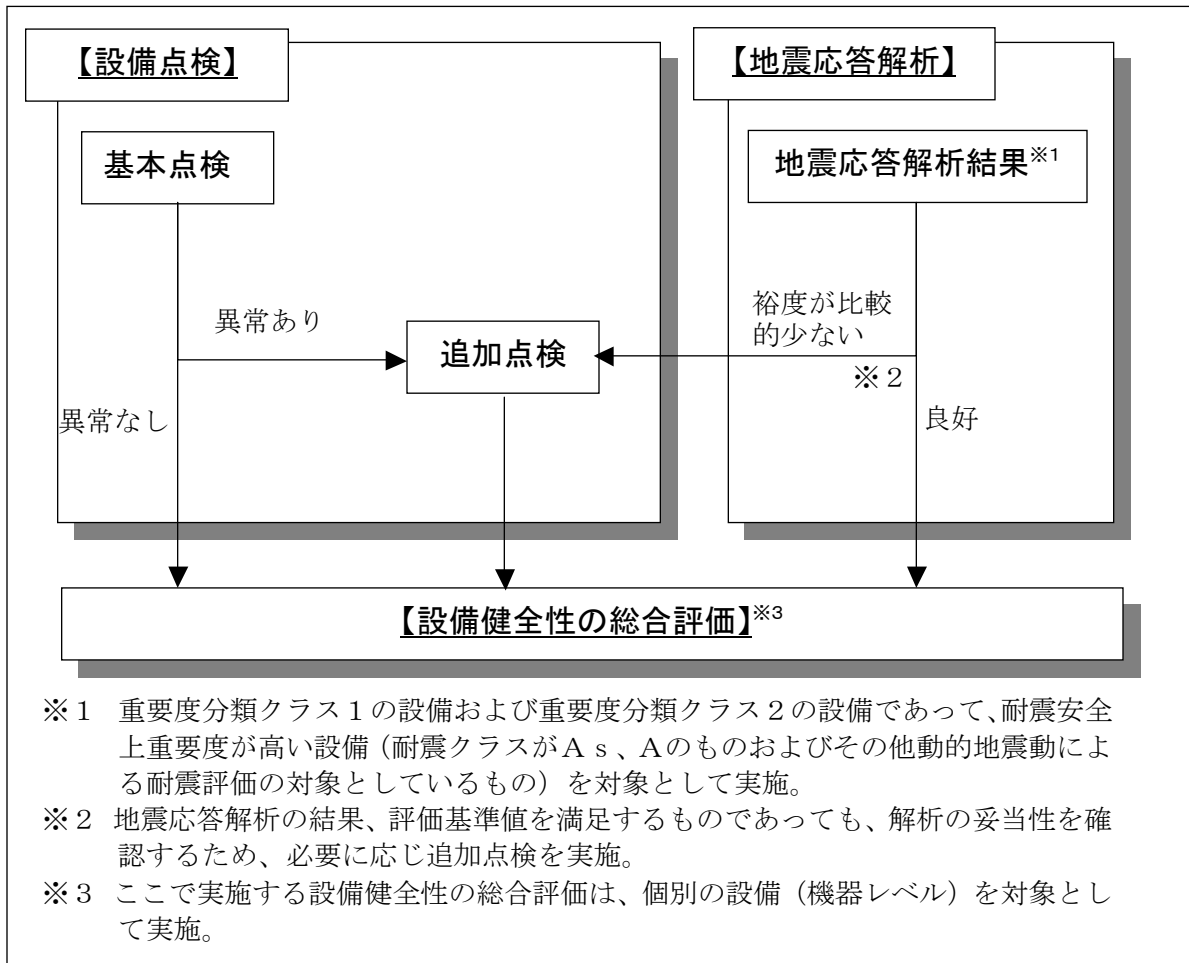 【設備点検】
【地震応答解析】
基本点検
地震応答解析結果※1
異常あり
追加点検
裕度が比較
的少ない
※２
異常なし
良好
【設備健全性の総合評価】※3
※１　重要度分類クラス１の設備および重要度分類クラス２の設備であって、耐震安全
上重要度が高い設備（耐震クラスがＡｓ、Ａのものおよびその他動的地震動によ
る耐震評価の対象としているもの）を対象として実施。
※２ 地震応答解析の結果、評価基準値を満足するものであっても、解析の妥当性を確
認するため、必要に応じ追加点検を実施。
※３ ここで実施する設備健全性の総合評価は、個別の設備（機器レベル）を対象とし
て実施。